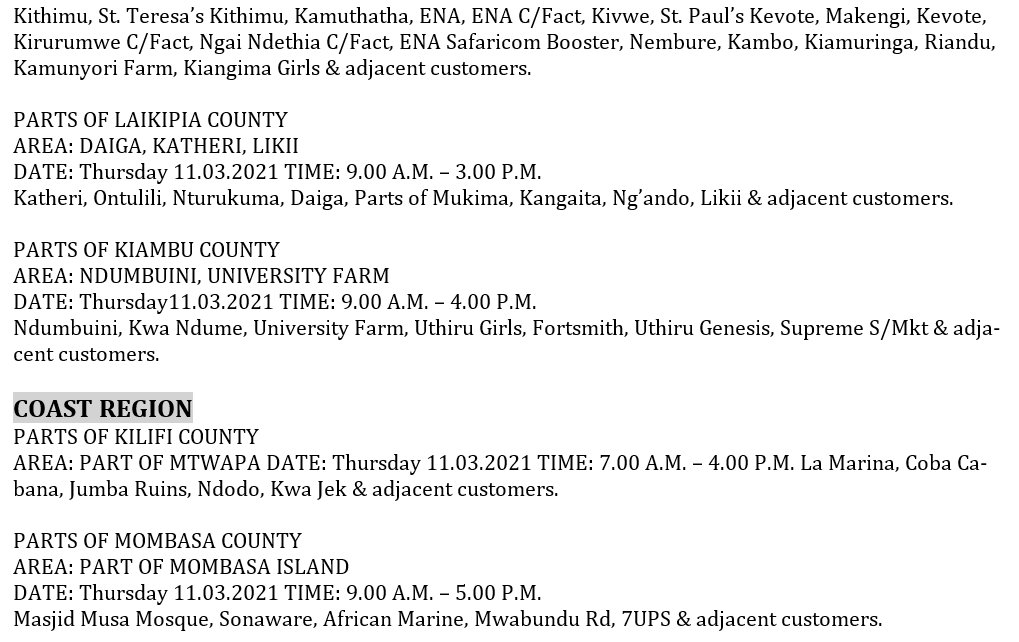 Kithimu, St. Teresa’s Kithimu, Kamuthatha, ENA, ENA C/Fact, Kivwe, St. Paul’s Kevote, Makengi, Kevote,
Kirurumwe C/Fact, Ngai Ndethia C/Fact, ENA Safaricom Booster, Nembure, Kambo, Kiamuringa, Riandu,
Kamunyori Farm, Kiangima Girls & adjacent customers.
PARTS OF LAIKIPIA COUNTY
AREA: DAIGA, KATHERI, LIKII
DATE: Thursday 11.03.2021 TIME: 9.00 A.M. – 3.00 P.M.
Katheri, Ontulili, Nturukuma, Daiga, Parts of Mukima, Kangaita, Ng’ando, Likii & adjacent customers.
PARTS OF KIAMBU COUNTY
AREA: NDUMBUINI, UNIVERSITY FARM
DATE: Thursday11.03.2021 TIME: 9.00 A.M. – 4.00 P.M.
Ndumbuini, Kwa Ndume, University Farm, Uthiru Girls, Fortsmith, Uthiru Genesis, Supreme S/Mkt & adja-
cent customers.
COAST REGION
PARTS OF KILIFI COUNTY
AREA: PART OF MTWAPA DATE: Thursday 11.03.2021 TIME: 7.00 A.M. – 4.00 P.M. La Marina, Coba Ca-
bana, Jumba Ruins, Ndodo, Kwa Jek & adjacent customers.
PARTS OF MOMBASA COUNTY
AREA: PART OF MOMBASA ISLAND
DATE: Thursday 11.03.2021 TIME: 9.00 A.M. – 5.00 P.M.
Masjid Musa Mosque, Sonaware, African Marine, Mwabundu Rd, 7UPS & adjacent customers.